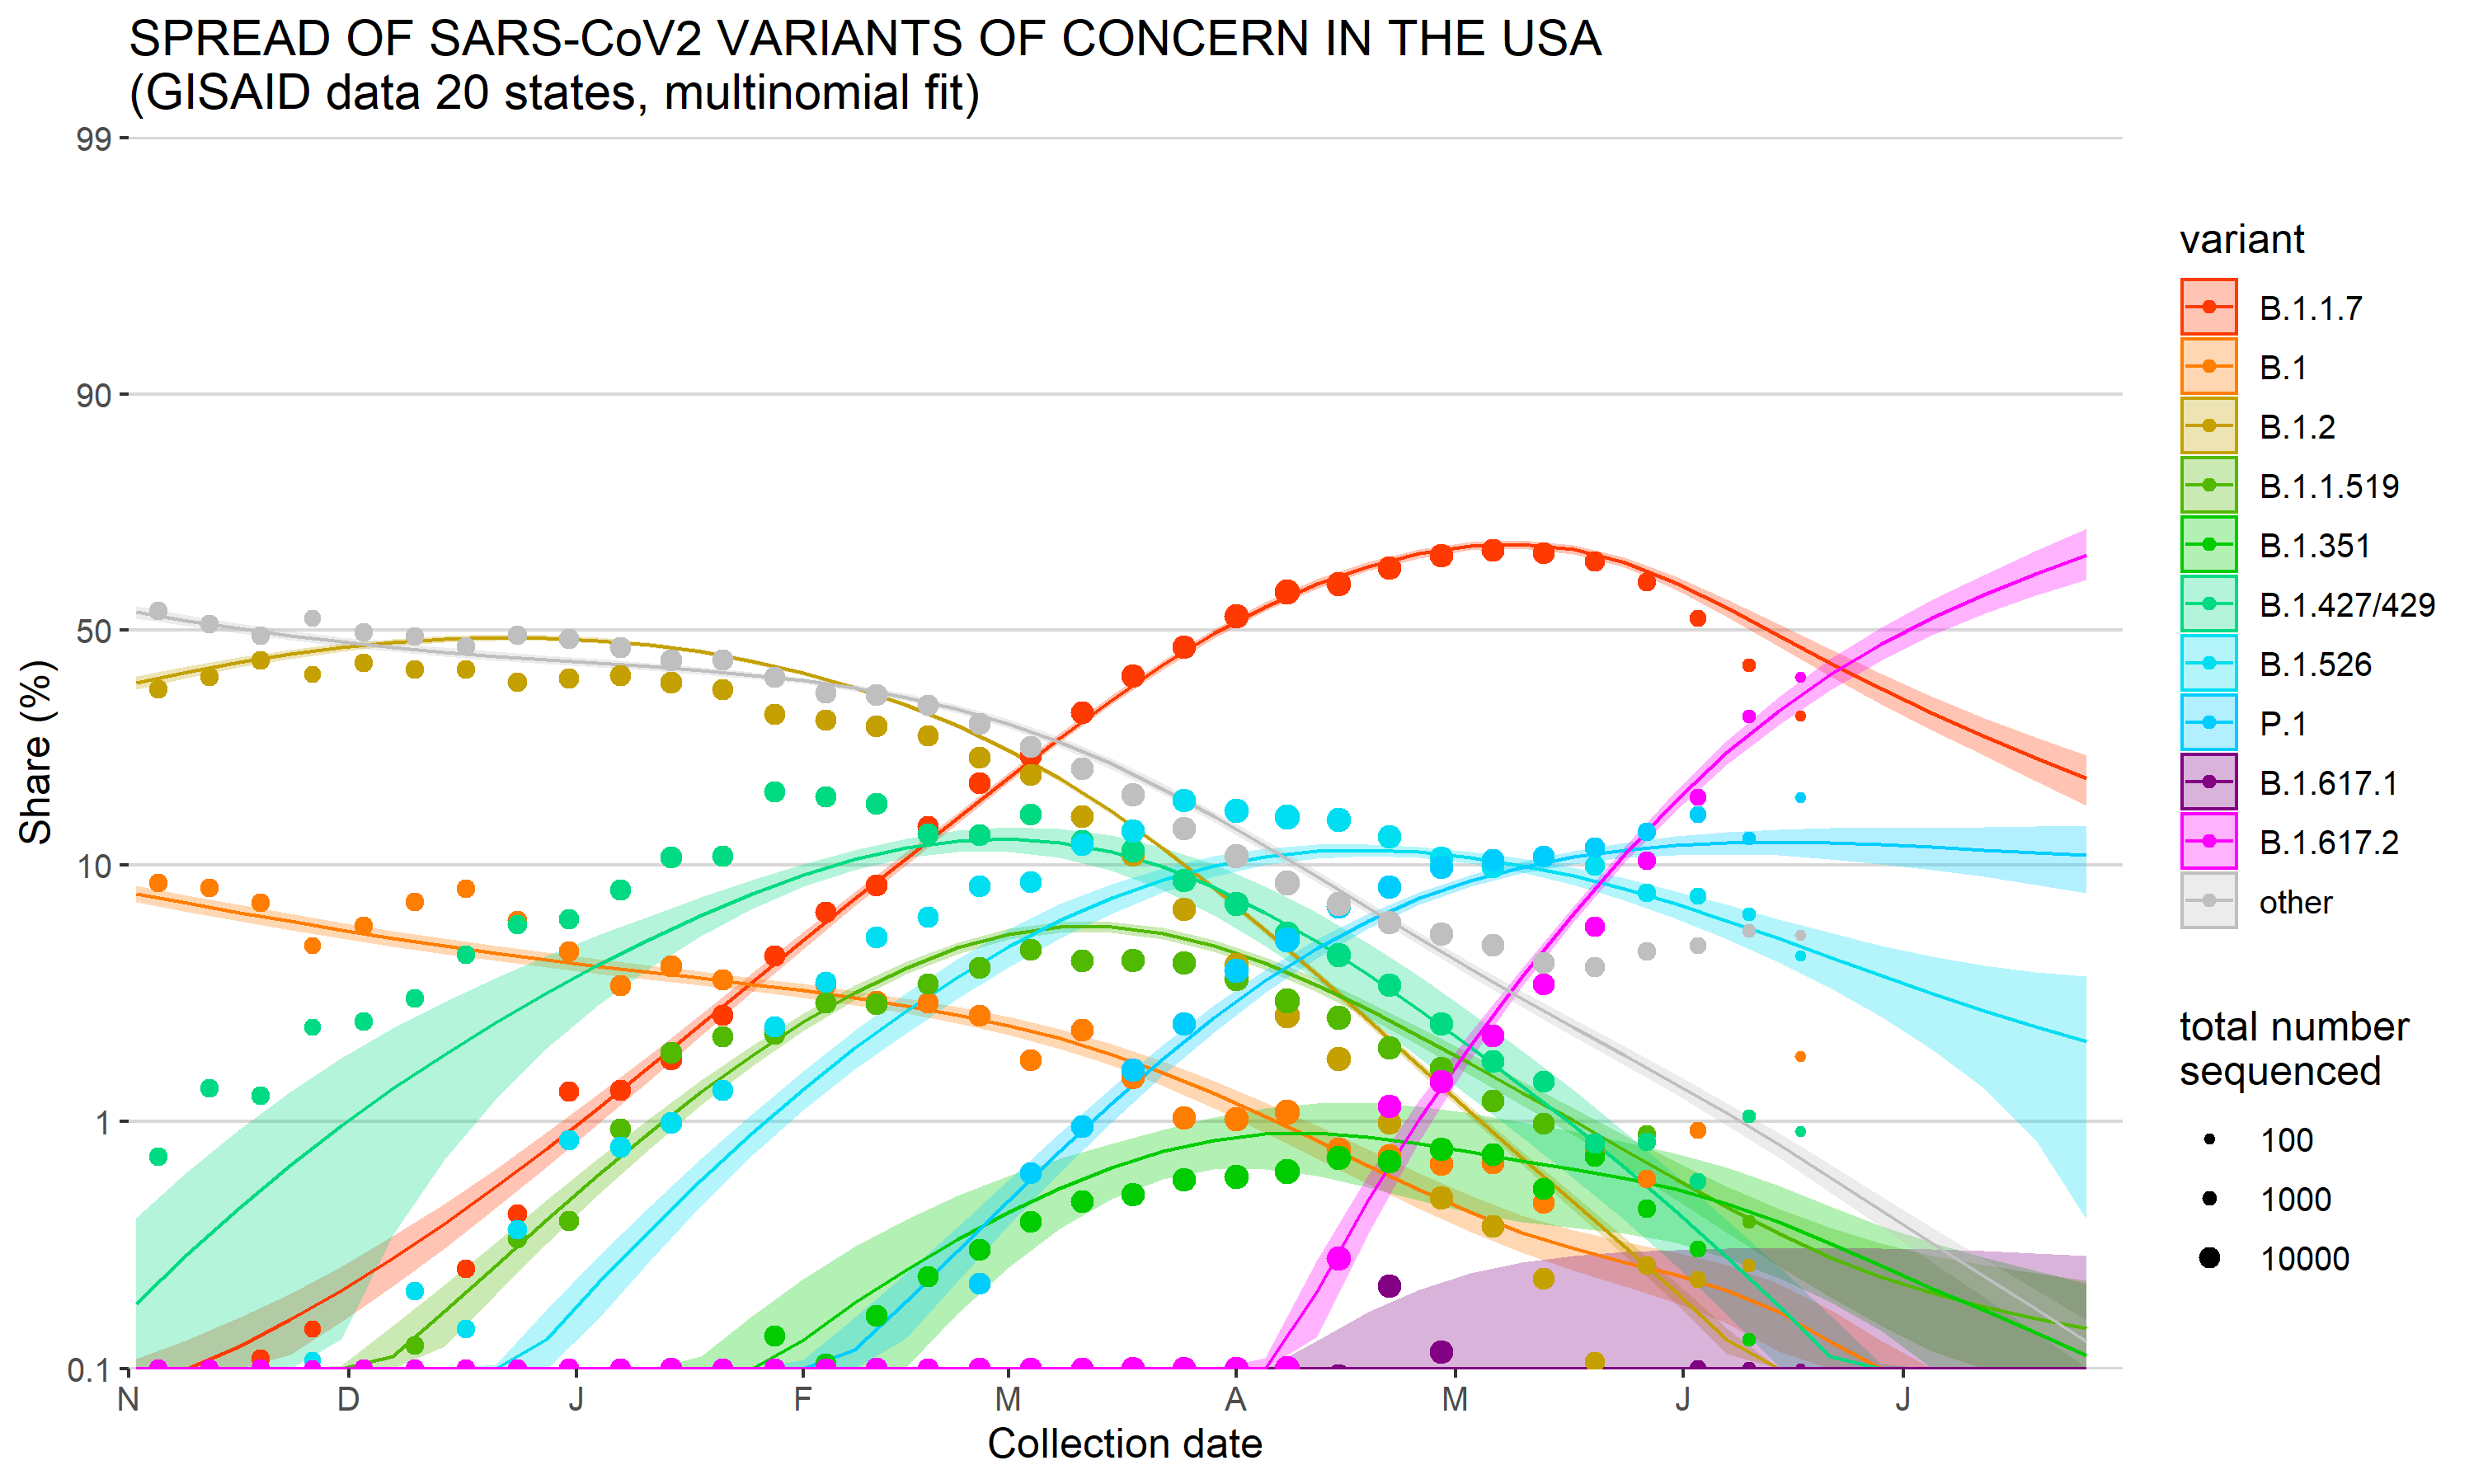 SPREAD OF SARS-CoV2 VARIANTS OF CONCERN IN THE USA
(GISAID data 20 states, multinomial fit)
99
90
50
10
1
0.1
Share (%)
N D J F M A M J J
Collection date
variant
B.1.1.7
B.1
B.1.2
B.1.1.519
B.1.351
B.1.427/429
B.1.526
P.1
B.1.617.1
B.1.617.2
other
total number
sequenced
100
1000
10000